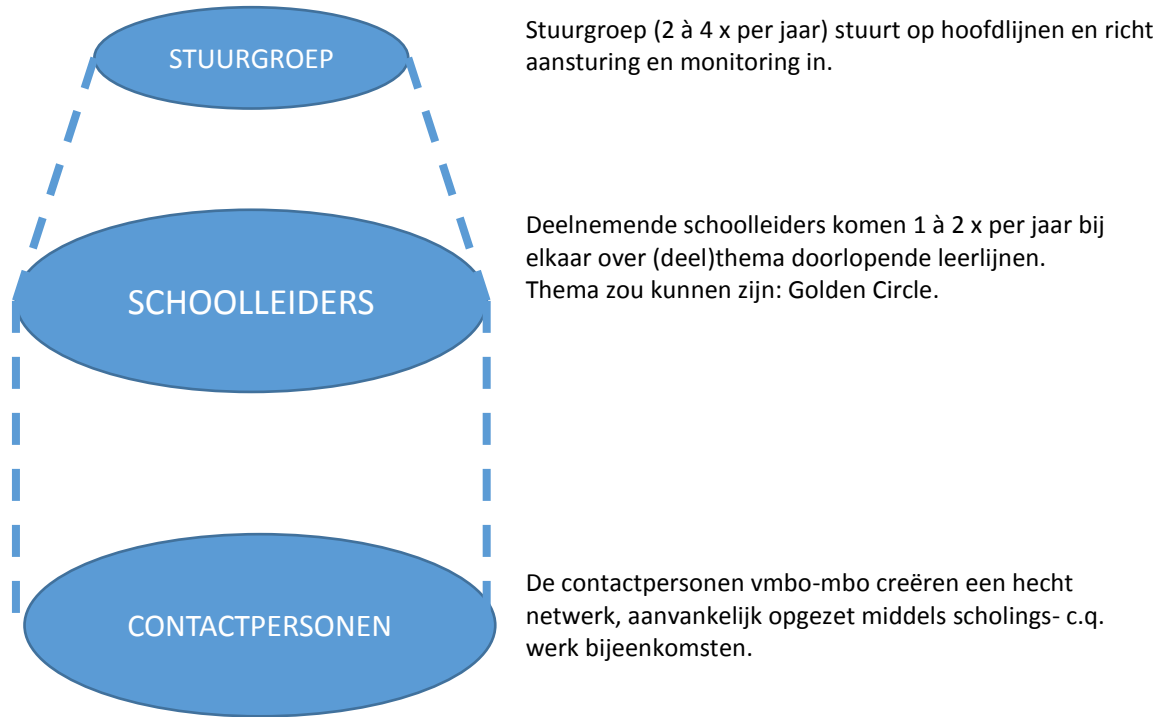 STUURGROEP
Stuurgroep (2 à 4 x per jaar) stuurt op hoofdlijnen en richt
aansturing en monitoring in.
SCHOOLLEIDERS
Deelnemende schoolleiders komen 1 à 2 x per jaar bij
elkaar over (deel)thema doorlopende leerlijnen.
Thema zou kunnen zijn: Golden Circle.
CONTACTPERSONEN
De contactpersonen vmbo-mbo creëren een hecht
netwerk, aanvankelijk opgezet middels scholings- c.q.
werk bijeenkomsten.